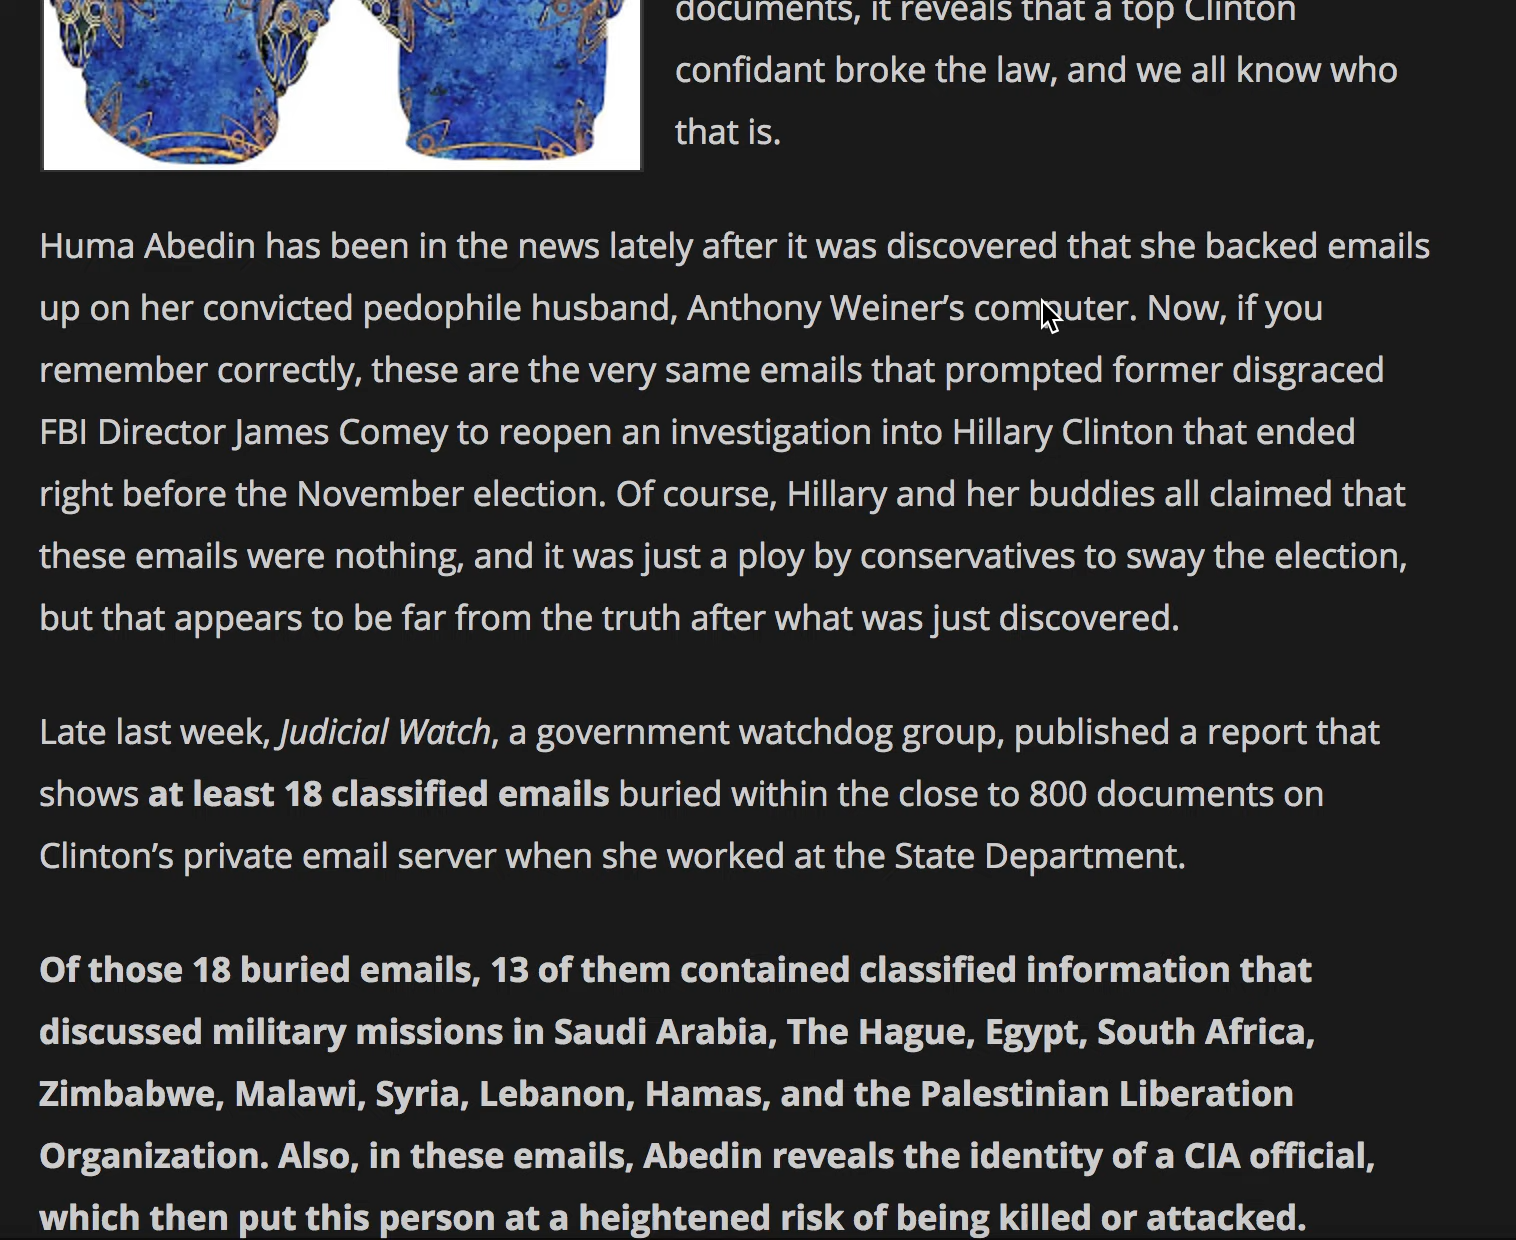 documents, it reveals that a top Clinton
confidant broke the law, and we all know who
that is.
Huma Abedin has been in the news lately after it was discovered that she backed emails
up on her convicted pedophile husband, Anthony Weiner’s computer. Now, if you
remember correctly, these are the very same emails that prompted former disgraced
FBI Director James Comey to reopen an investigation into Hillary Clinton that ended
right before the November election. Of course, Hillary and her buddies all claimed that
these emails were nothing, and it was just a ploy by conservatives to sway the election,
but that appears to be far from the truth after what was just discovered.
Late last week, Judicial Watch, a government watchdog group, published a report that
shows at least 18 classified emails buried within the close to 800 documents on
Clinton’s private email server when she worked at the State Department.
Of those 18 buried emails, 13 of them contained classified information that
discussed military missions in Saudi Arabia, The Hague, Egypt, South Africa,
Zimbabwe, Malawi, Syria, Lebanon, Hamas, and the Palestinian Liberation
Organization. Also, in these emails, Abedin reveals the identity of a CIA official,
which then put this person at a heightened risk of being killed or attacked.